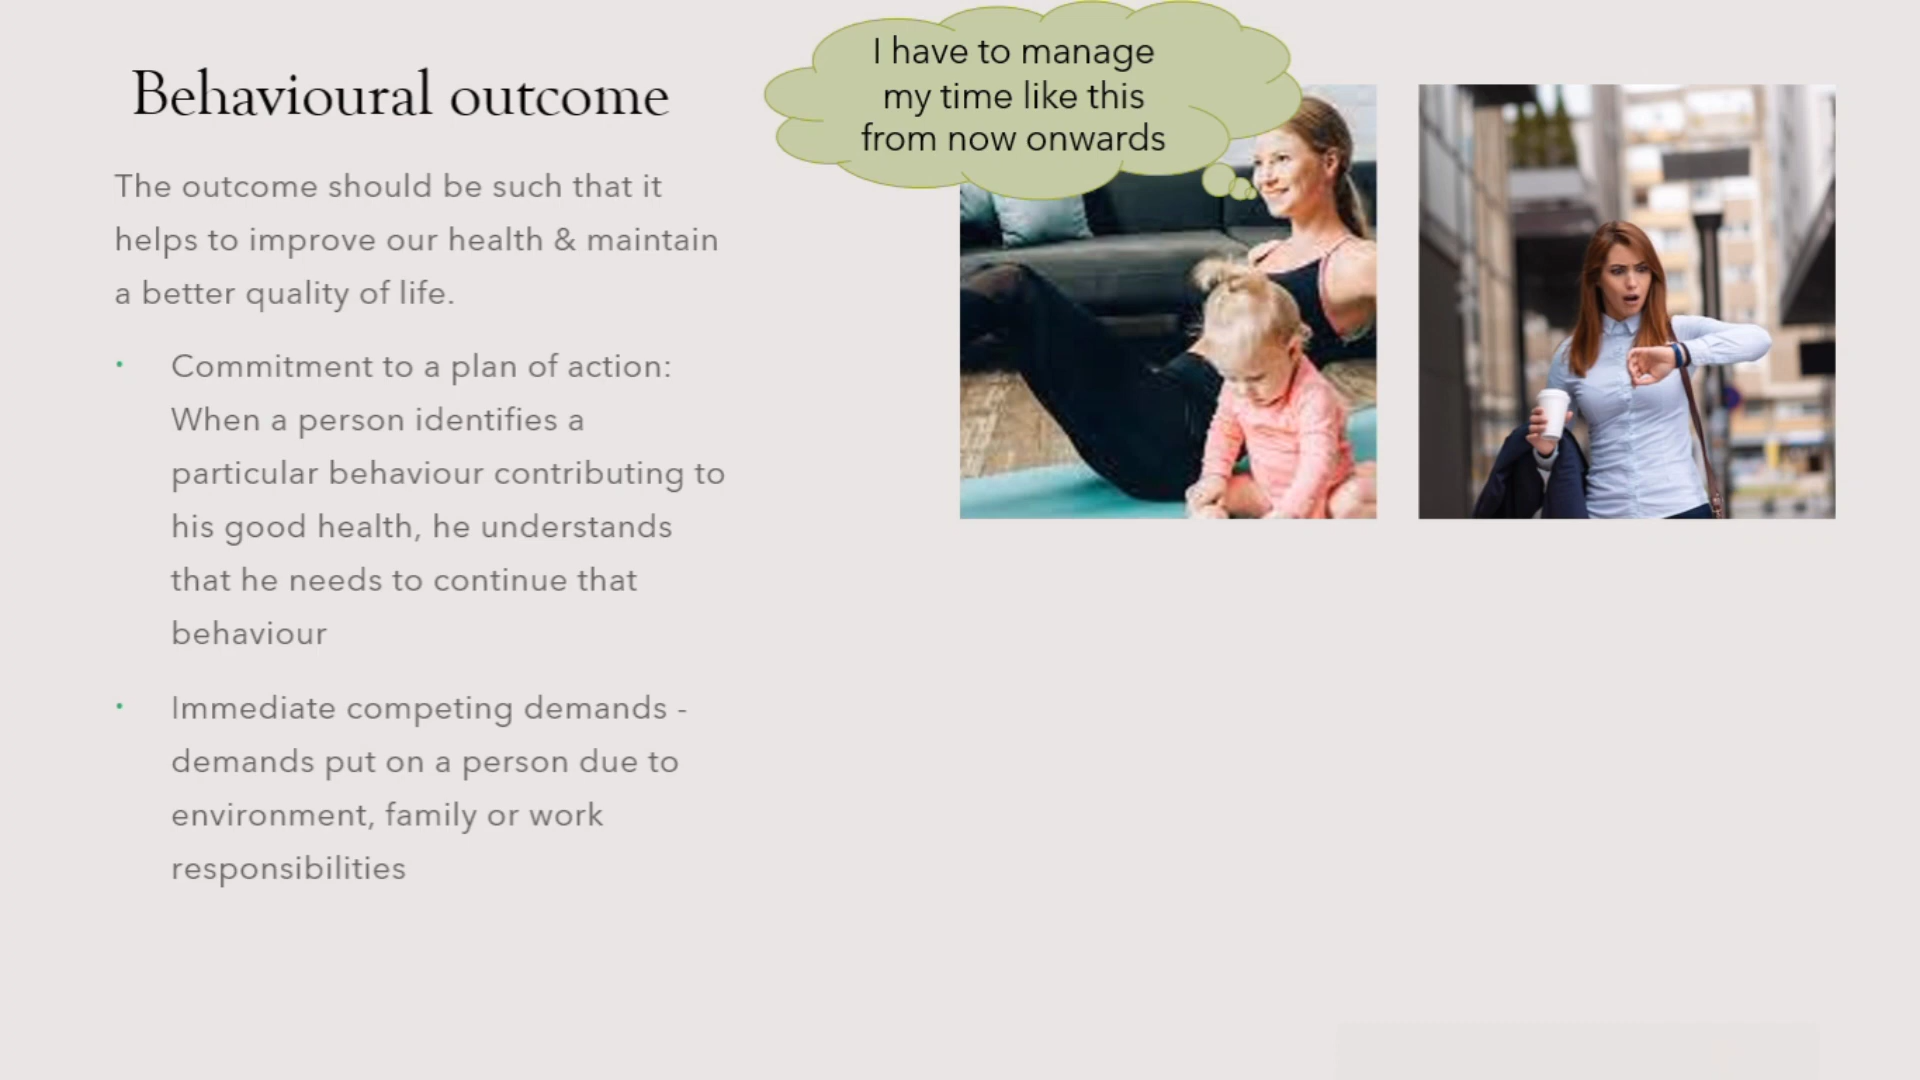 Behavioural outcome
The outcome should be such that it
helps to improve our health & maintain
a better quality of life.
• Commitment to a plan of action:
When a person identifies a
particular behaviour contributing to
his good health, he understands
that he needs to continue that
behaviour
• Immediate competing demands -
demands put on a person due to
environment, family or work
responsibilities
I have to manage
my time like this
from now onwards